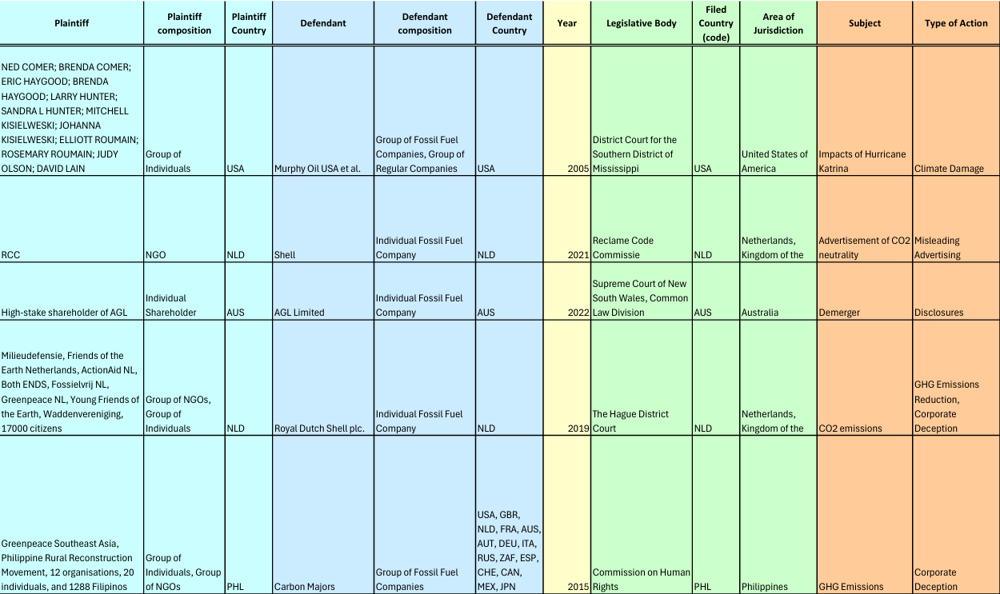 Plaintiff
Plaintiff
composition
Plaintiff
Country
Defendant
Defendant
composition
Defendant
Country
Year
Legislative Body
Filed
Country
(code)
Area of
Jurisdiction
Subject
Type of Action
NED COMER; BRENDA COMER;
ERIC HAYGOOD; BRENDA
HAYGOOD; LARRY HUNTER;
SANDRA L HUNTER; MITCHELL
KISIELWESKI; JOHANNA
KISIELWESKI; ELLIOTT ROUMAIN;
ROSEMARY ROUMAIN; JUDY
OLSON; DAVID LAIN
Group of
Individuals
USA
Murphy Oil USA et al.
Group of Fossil Fuel
Companies, Group of
Regular Companies
USA
2005
District Court for the
Southern District of
Mississippi
USA
United States of
America
Impacts of Hurricane
Katrina
Climate Damage
RCC
NGO
NLD
Shell
Individual Fossil Fuel
Company
NLD
2021
Reclame Code
Commissie
NLD
Netherlands,
Kingdom of the
Advertisement of CO2
neutrality
Misleading
Advertising
High-stake shareholder of AGL
Individual
Shareholder
AUS
AGL Limited
Individual Fossil Fuel
Company
AUS
2022
Supreme Court of New
South Wales, Common
Law Division
AUS
Australia
Demerger
Disclosures
Milieudefensie, Friends of the
Earth Netherlands, ActionAid NL,
Both ENDS, Fossielvrij NL,
Greenpeace NL, Young Friends of
the Earth, Waddenvereniging,
17000 citizens
Group of NGOs,
Group of
Individuals
NLD
Royal Dutch Shell plc.
Individual Fossil Fuel
Company
NLD
2019
The Hague District
Court
NLD
Netherlands,
Kingdom of the
CO2 emissions
GHG Emissions
Reduction,
Corporate
Deception
Greenpeace Southeast Asia,
Philippine Rural Reconstruction
Movement, 12 organisations, 20
individuals, and 1288 Filipinos
Group of
Individuals, Group
of NGOs
PHL
Carbon Majors
Group of Fossil Fuel
Companies
USA, GBR,
NLD, FRA, AUS,
AUT, DEU, ITA,
RUS, ZAF, ESP,
CHE, CAN,
MEX, JPN
2015
Commission on Human
Rights
PHL
Philippines
GHG Emissions
Corporate
Deception